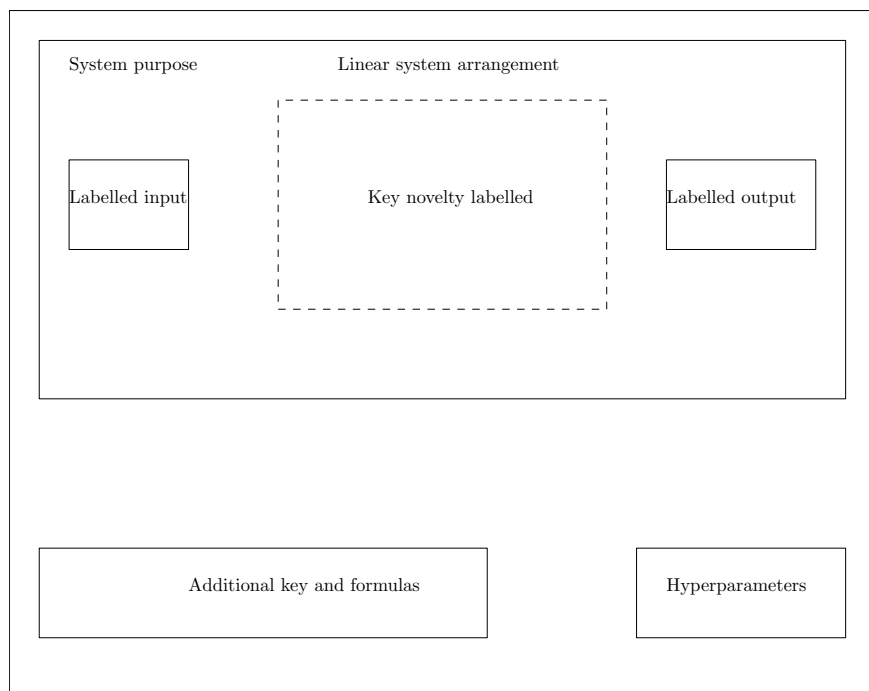 System purpose
Linear system arrangement
Labelled input
Key novelty labelled
Labelled output
Additional key and formulas
Hyperparameters